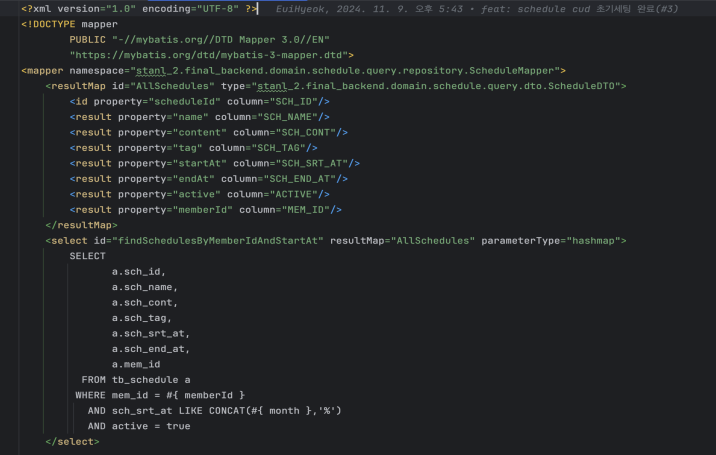 <?xml version="1.0" encoding="UTF-8" ?> EuiHyeok, 2024. 11. 9. 오후 5:43 • feat: schedule cud 초기세팅 완료(#3)
<!DOCTYPE mapper
PUBLIC "-//mybatis.org//DTD Mapper 3.0//EN"
"https://mybatis.org/dtd/mybatis-3-mapper.dtd">
<mapper namespace="stanl_2.final_backend.domain.schedule.query.repository.ScheduleMapper">
<resultMap id="AllSchedules" type="stanl_2.final_backend.domain.schedule.query.dto.ScheduleDTO">
<id property="scheduleId" column="SCH_ID"/>
<result property="name" column="SCH_NAME"/>
<result property="content" column="SCH_CONT"/>
<result property="tag" column="SCH_TAG"/>
<result property="startAt" column="SCH_SRT_AT"/>
<result property="endAt" column="SCH_END_AT"/>
<result property="active" column="ACTIVE"/>
<result property="memberId" column="MEM_ID"/>
</resultMap>
<select id="findSchedulesByMemberIdAndStartAt" resultMap="AllSchedules" parameterType="hashmap">
SELECT
a.sch_id,
a.sch_name,
a.sch_cont,
a.sch_tag,
a.sch_srt_at,
a.sch_end_at,
a.mem_id
FROM tb_schedule a
WHERE mem_id = #{ memberId }
AND sch_srt_at LIKE CONCAT(#{ month },'%')
AND active = true
</select>